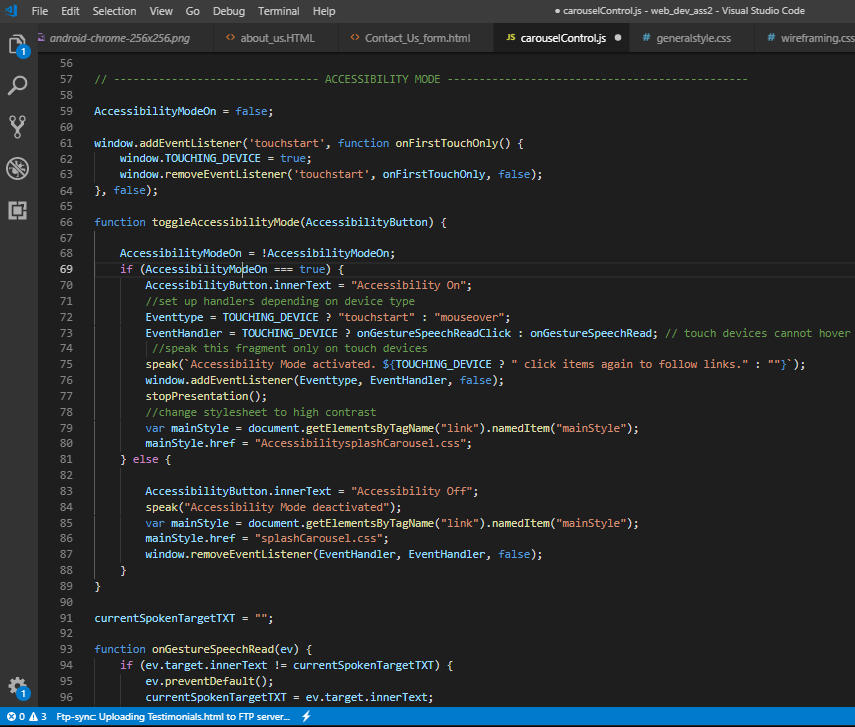 File Edit Selection View Go Debug Terminal Help ● carouselControl.js - web_dev_ass2 - Visual Studio Code
android-chrome-256x256.png <> about_us.HTML <> Contact_Us_form.html JS carouselControl.js ● # generalstyle.css # wireframing.css
1
56
57 // -------------------------------- ACCESSIBILITY MODE -----------------------------------------------
58
59 AccessibilityModeOn = false;
60
61 window.addEventListener('touchstart', function onFirstTouchOnly() {
62 window.TOUCHING_DEVICE = true;
63 window.removeEventListener('touchstart', onFirstTouchOnly, false);
64 }, false);
65
66 function toggleAccessibilityMode(AccessibilityButton) {
67
68 AccessibilityModeOn = !AccessibilityModeOn;
69 if (AccessibilityModeOn === true) {
70 AccessibilityButton.innerText = "Accessibility On";
71 //set up handlers depending on device type
72 Eventtype = TOUCHING_DEVICE ? "touchstart" : "mouseover";
73 EventHandler = TOUCHING_DEVICE ? onGestureSpeechReadClick : onGestureSpeechRead; // touch devices cannot hover
74 //speak this fragment only on touch devices
75 speak(`Accessibility Mode activated. ${TOUCHING_DEVICE ? " click items again to follow links." : ""}`);
76 window.addEventListener(Eventtype, EventHandler, false);
77 stopPresentation();
78 //change stylesheet to high contrast
79 var mainStyle = document.getElementsByTagName("link").namedItem("mainStyle");
80 mainStyle.href = "AccessibilitysplashCarousel.css";
81 } else {
82
83 AccessibilityButton.innerText = "Accessibility Off";
84 speak("Accessibility Mode deactivated");
85 var mainStyle = document.getElementsByTagName("link").namedItem("mainStyle");
86 mainStyle.href = "splashCarousel.css";
87 window.removeEventListener(EventHandler, EventHandler, false);
88 }
89 }
90
91 currentSpokenTargetTXT = "";
92
93 function onGestureSpeechRead(ev) {
94 if (ev.target.innerText != currentSpokenTargetTXT) {
95 ev.preventDefault();
96 currentSpokenTargetTXT = ev.target.innerText;
1
0 3 Ftp-sync: Uploading Testimonials.html to FTP server...